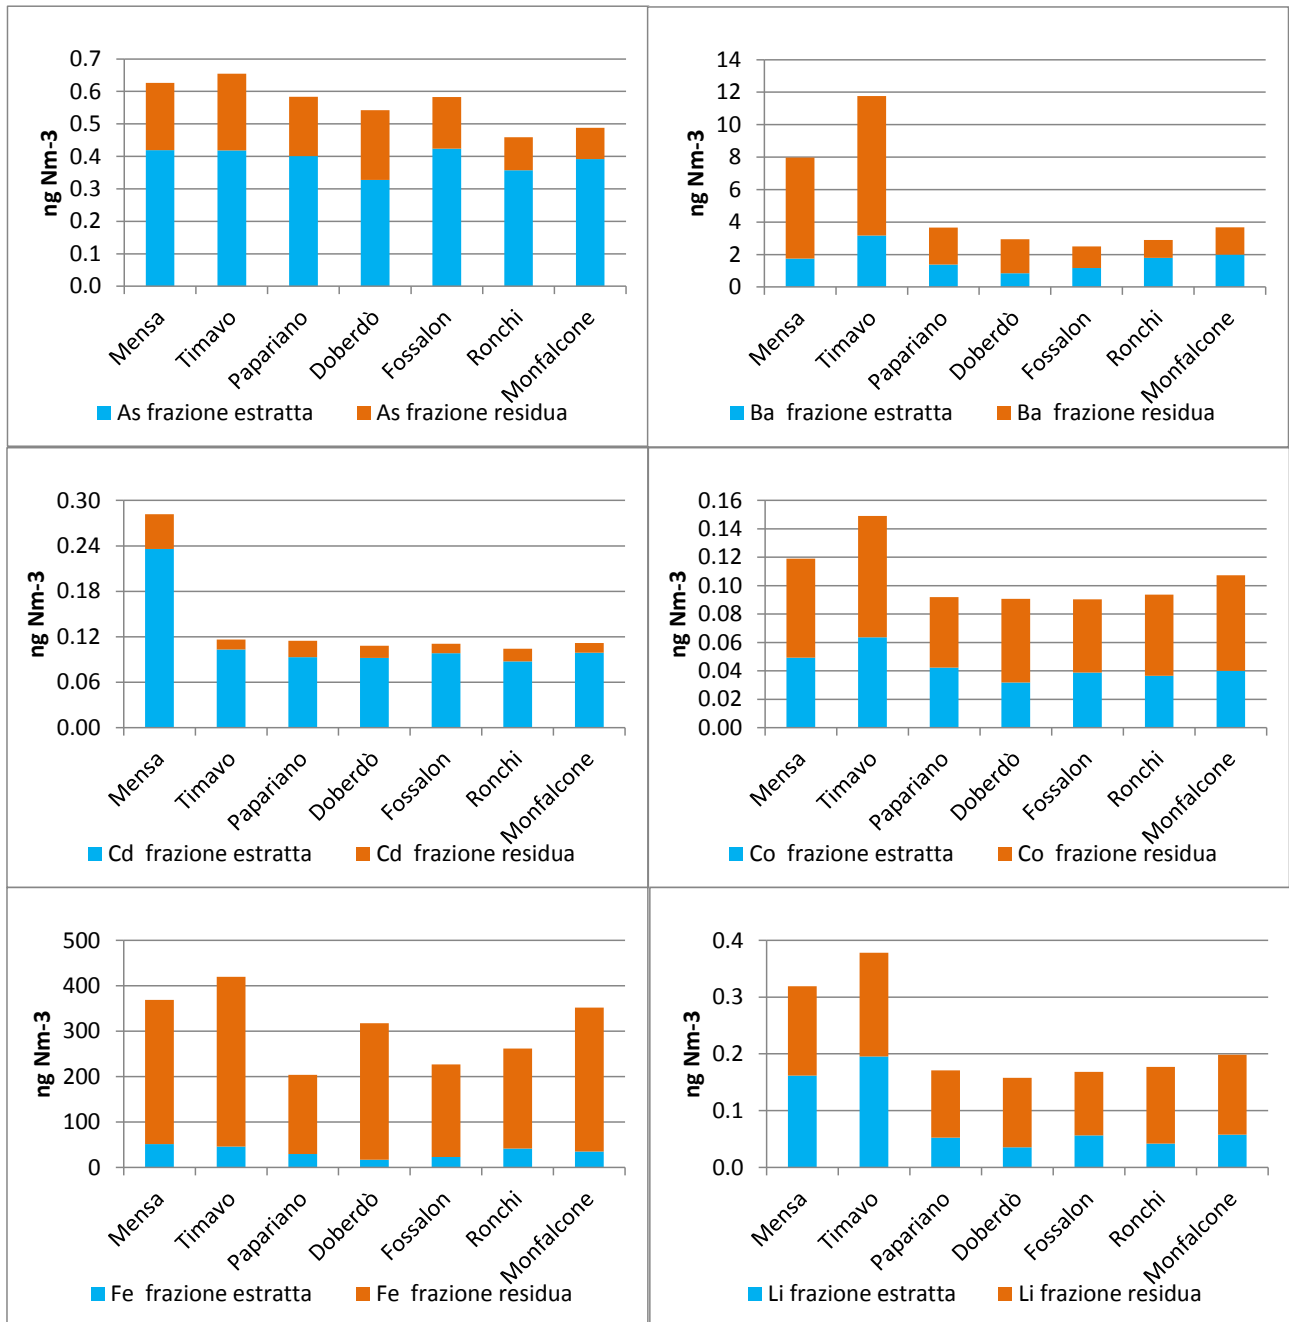 0.7
0.6
0.5
0.4
0.3
0.2
0.1
0.0
ng Nm-3
Mensa
Timavo
Papariano
Doberdò
Fossalon
Ronchi
Monfalcone
As frazione estratta As frazione residua
14
12
10
8
6
4
2
0
ng Nm-3
Mensa
Timavo
Papariano
Doberdò
Fossalon
Ronchi
Monfalcone
Ba frazione estratta Ba frazione residua
0.30
0.24
0.18
0.12
0.06
0.00
ng Nm-3
Mensa
Timavo
Papariano
Doberdò
Fossalon
Ronchi
Monfalcone
Cd frazione estratta Cd frazione residua
0.16
0.14
0.12
0.10
0.08
0.06
0.04
0.02
0.00
ng Nm-3
Mensa
Timavo
Papariano
Doberdò
Fossalon
Ronchi
Monfalcone
Co frazione estratta Co frazione residua
500
400
300
200
100
0
ng Nm-3
Mensa
Timavo
Papariano
Doberdò
Fossalon
Ronchi
Monfalcone
Fe frazione estratta Fe frazione residua
0.4
0.3
0.2
0.1
0.0
ng Nm-3
Mensa
Timavo
Papariano
Doberdò
Fossalon
Ronchi
Monfalcone
Li frazione estratta Li frazione residua